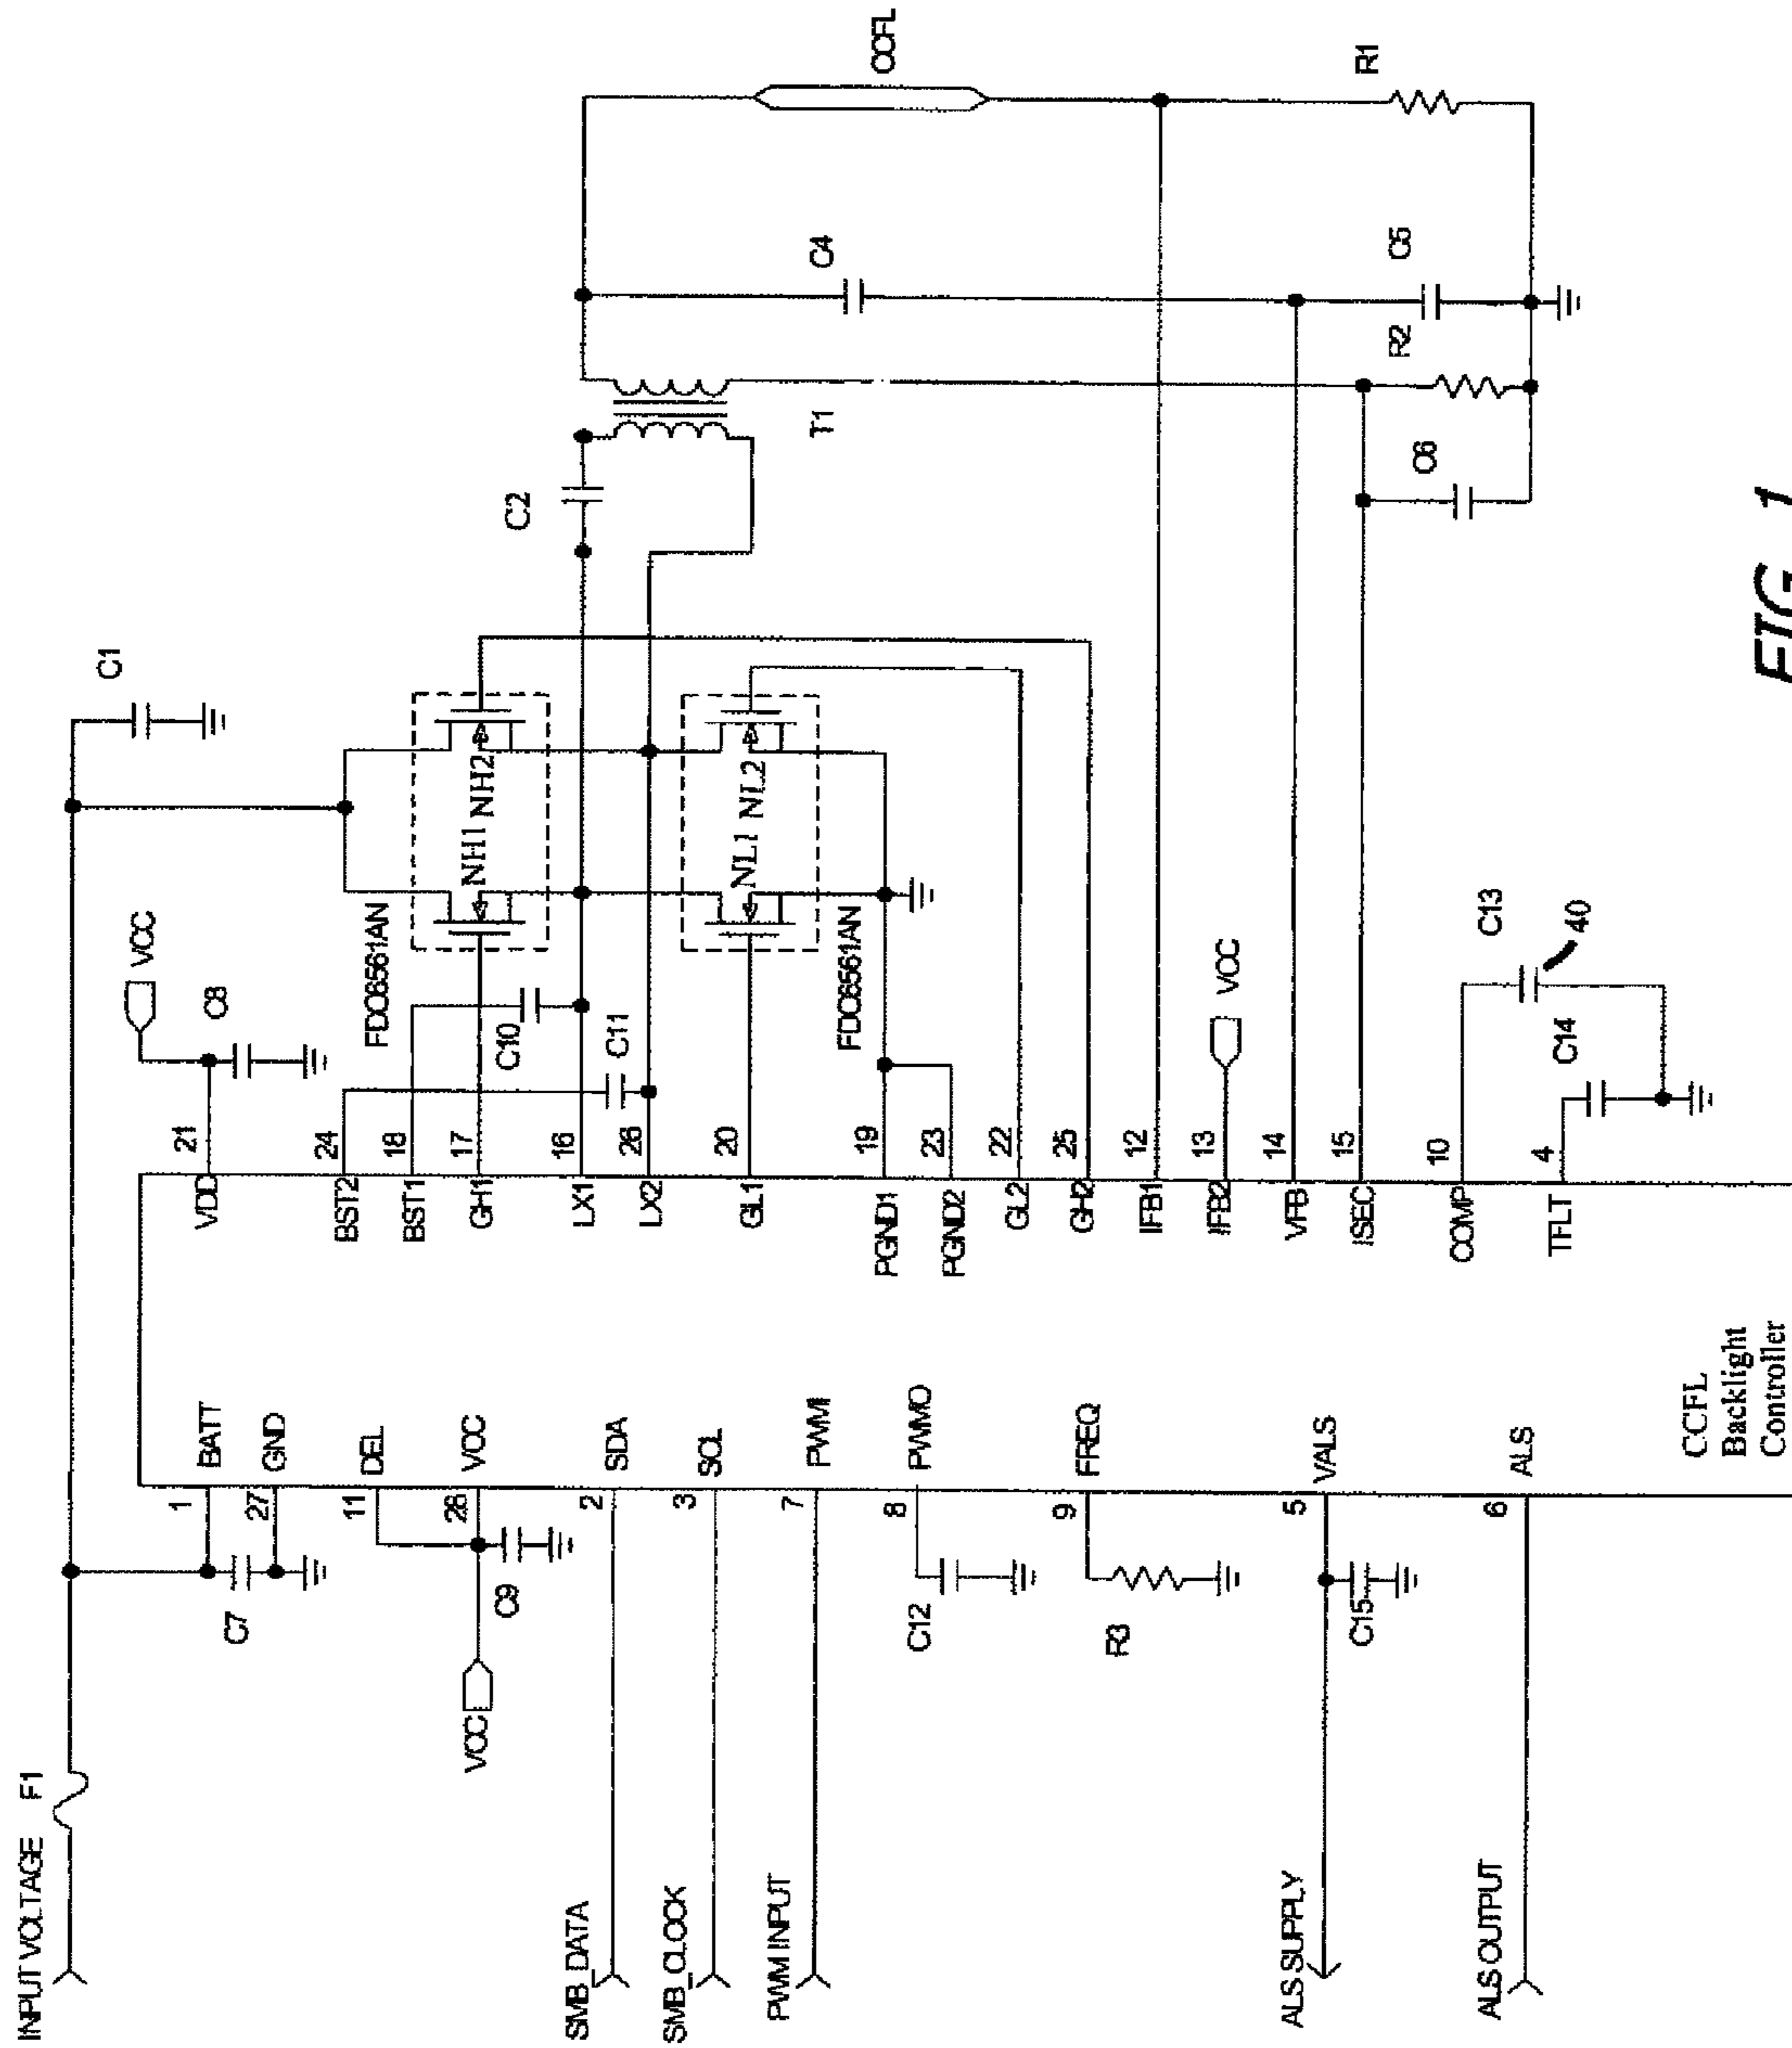 INPUT VOLTAGE F1
C1
VCC
C8
C7
1 BATT
27 GND
11 DEL
28 VCC
C9
VCC
SMB_DATA
2 SDA
SMB_CLOCK
3 SCL
PWM INPUT
7 PWMI
8 PWMO
C12
9 FREQ
R3
ALS SUPPLY
5 VALS
C15
ALS OUTPUT
6 ALS
VDD 21
BST2 24
BST1 18
GH1 17
LX1 16
LX2 26
GL1 20
PGND1 19
PGND2 23
GL2 22
GH2 25
IFB1 12
IFB2 13
VCC
VFB 14
ISEC 15
COMP 10
TFLT 4
FDC6561AN
NH1 NH2
C10
C11
NL1 NL2
FDC6561AN
C2
T1
C4
CCFL
C6
R2
C5
R1
C13
40
C14
CCFL
Backlight
Controller
FIG. 1